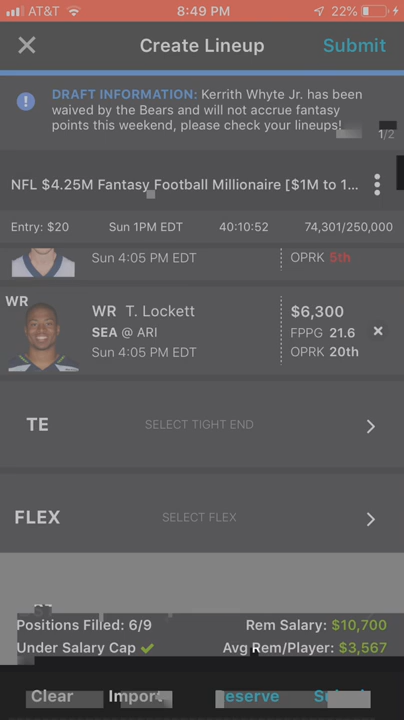 AT&T 8:49 PM 22%
Create Lineup Submit
DRAFT INFORMATION: Kerrith Whyte Jr. has been
waived by the Bears and will not accrue fantasy
points this weekend, please check your lineups!
1/2
NFL $4.25M Fantasy Football Millionaire [$1M to 1...
Entry: $20 Sun 1PM EDT 40:10:52 74,301/250,000
Sun 4:05 PM EDT OPRK 5th
WR
WR T. Lockett $6,300
SEA @ ARI FPPG 21.6
Sun 4:05 PM EDT OPRK 20th
TE SELECT TIGHT END
FLEX SELECT FLEX
Positions Filled: 6/9 Rem Salary: $10,700
Under Salary Cap Avg Rem/Player: $3,567
Clear Import